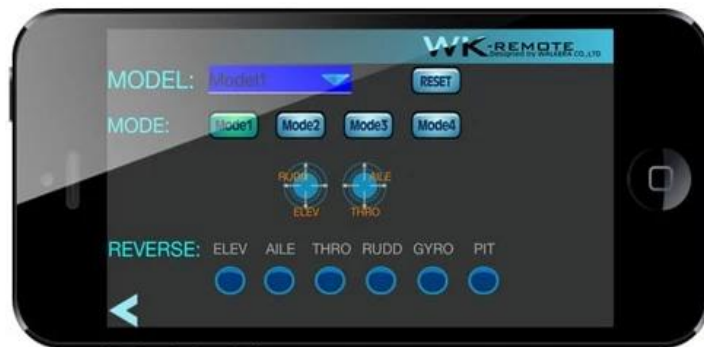 WK-REMOTE
Designed by WALKERA CO.,LTD
MODEL: Model1 RESET
MODE: Mode1 Mode2 Mode3 Mode4
RUDD AILE
ELEV THRO
REVERSE: ELEV AILE THRO RUDD GYRO PIT